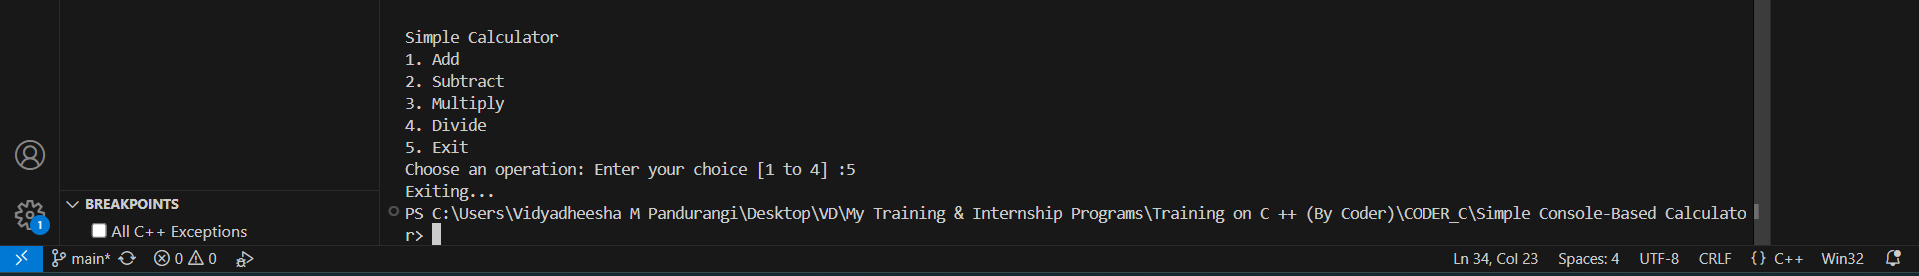 Simple Calculator
1. Add
2. Subtract
3. Multiply
4. Divide
5. Exit
Choose an operation: Enter your choice [1 to 4] :5
Exiting...
PS C:\Users\Vidyadheesha M Pandurangi\Desktop\VD\My Training & Internship Programs\Training on C ++ (By Coder)\CODER_C\Simple Console-Based Calculato
r>
1
BREAKPOINTS
All C++ Exceptions
main* 0 0 Ln 34, Col 23 Spaces: 4 UTF-8 CRLF {} C++ Win32